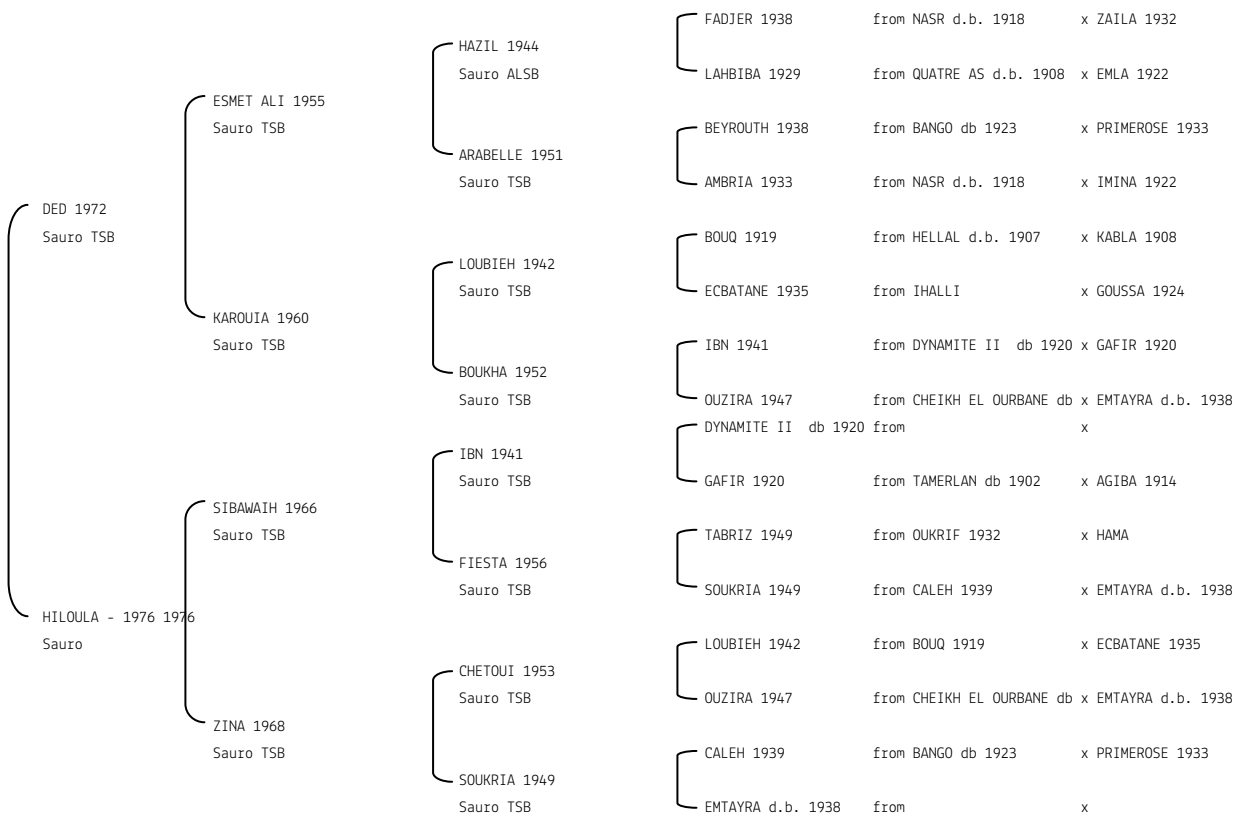 FADJER 1938 from NASR d.b. 1918 x ZAILA 1932
HAZIL 1944
Sauro ALSB
LAHBIBA 1929 from QUATRE AS d.b. 1908 x EMLA 1922
ESMET ALI 1955
Sauro TSB
BEYROUTH 1938 from BANGO db 1923 x PRIMEROSE 1933
ARABELLE 1951
Sauro TSB
AMBRIA 1933 from NASR d.b. 1918 x IMINA 1922
DED 1972
Sauro TSB
BOUQ 1919 from HELLAL d.b. 1907 x KABLA 1908
LOUBIEH 1942
Sauro TSB
ECBATANE 1935 from IHALLI x GOUSSA 1924
KAROUIA 1960
Sauro TSB
IBN 1941 from DYNAMITE II db 1920 x GAFIR 1920
BOUKHA 1952
Sauro TSB
OUZIRA 1947 from CHEIKH EL OURBANE db x EMTAYRA d.b. 1938
DYNAMITE II db 1920 from x
IBN 1941
Sauro TSB
GAFIR 1920 from TAMERLAN db 1902 x AGIBA 1914
SIBAWAIH 1966
Sauro TSB
TABRIZ 1949 from OUKRIF 1932 x HAMA
FIESTA 1956
Sauro TSB
SOUKRIA 1949 from CALEH 1939 x EMTAYRA d.b. 1938
HILOULA - 1976 1976
Sauro
LOUBIEH 1942 from BOUQ 1919 x ECBATANE 1935
CHETOUI 1953
Sauro TSB
OUZIRA 1947 from CHEIKH EL OURBANE db x EMTAYRA d.b. 1938
ZINA 1968
Sauro TSB
CALEH 1939 from BANGO db 1923 x PRIMEROSE 1933
SOUKRIA 1949
Sauro TSB
EMTAYRA d.b. 1938 from x